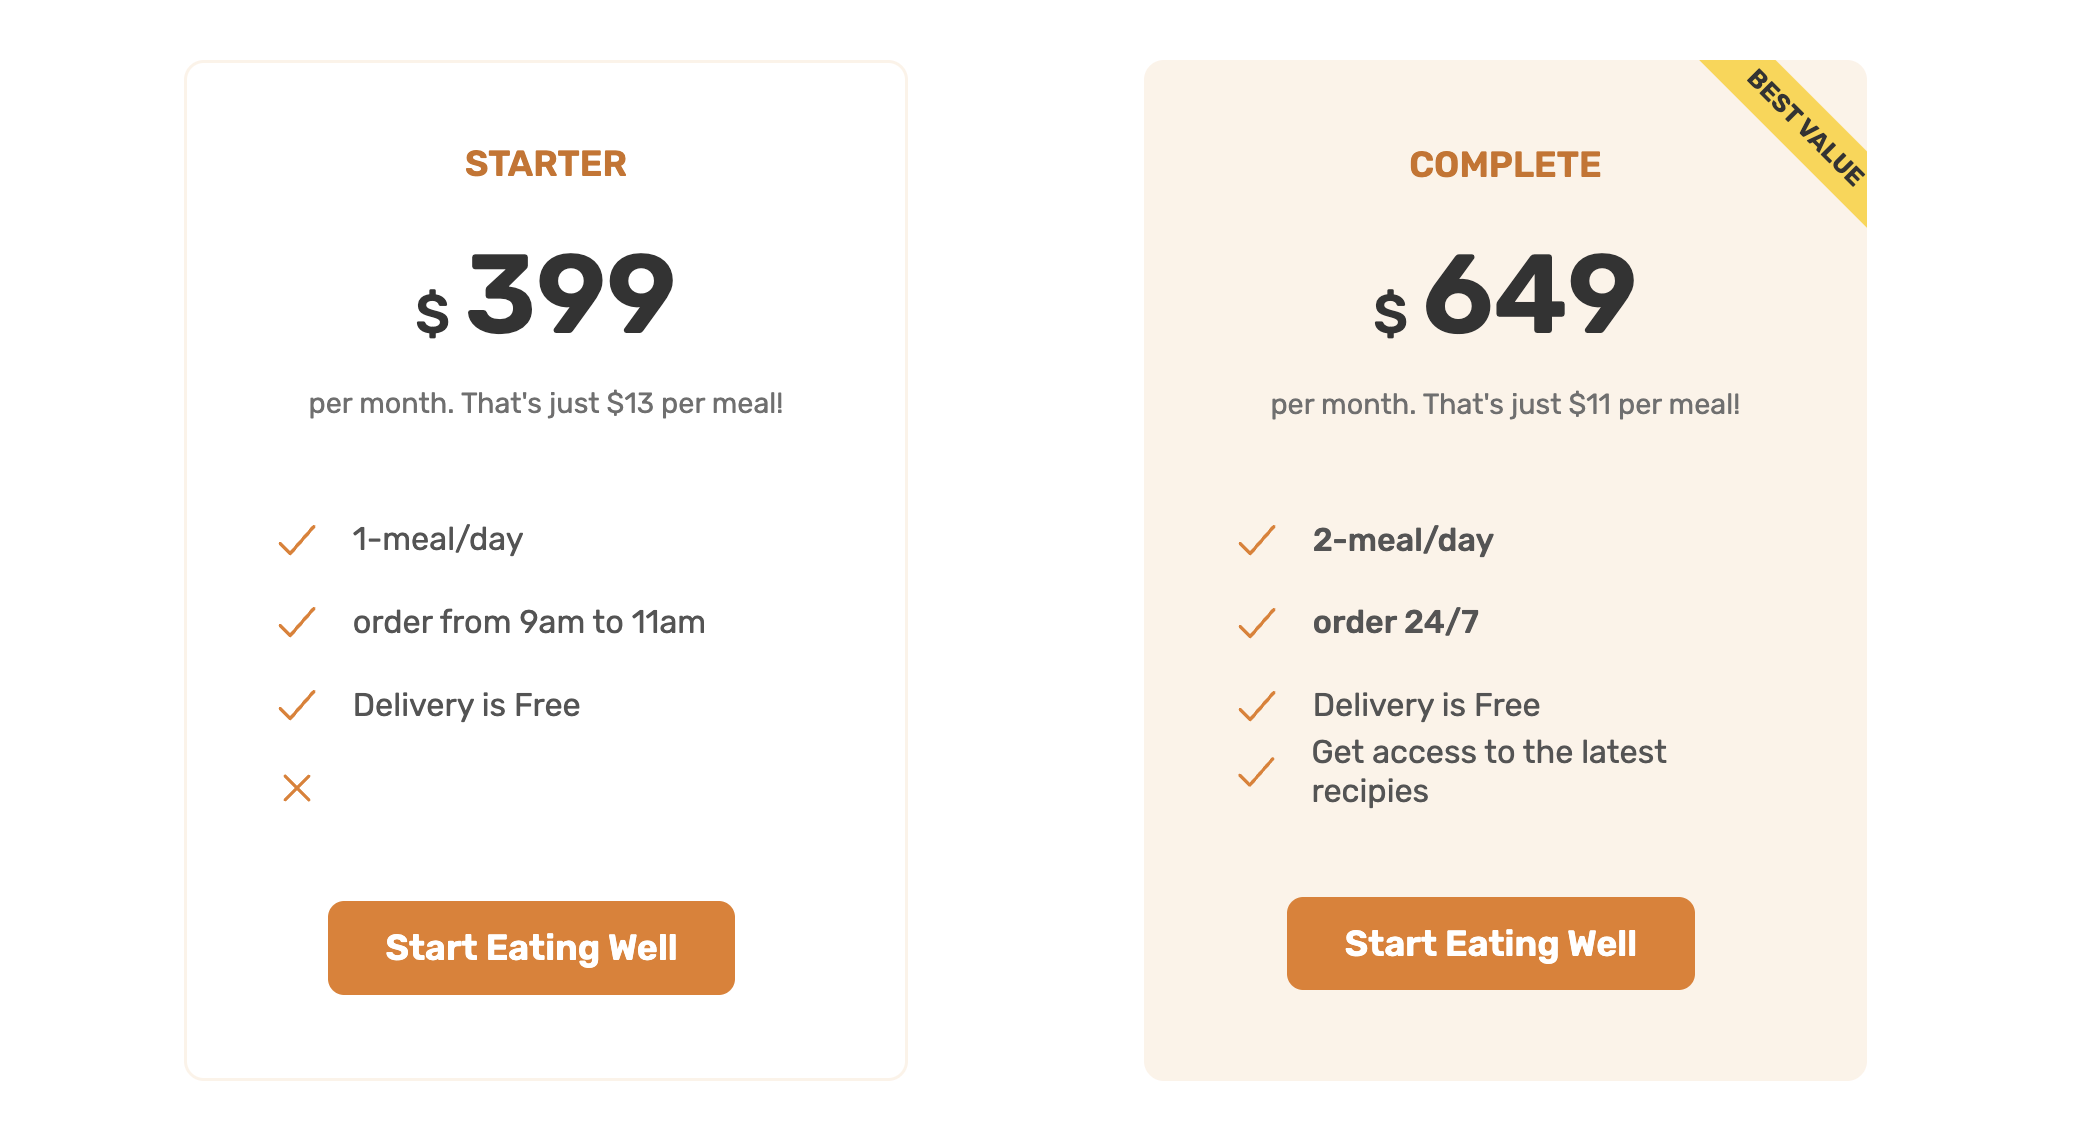 STARTER
$ 399
per month. That's just $13 per meal!
1-meal/day
order from 9am to 11am
Delivery is Free
Start Eating Well
BEST VALUE
COMPLETE
$ 649
per month. That's just $11 per meal!
2-meal/day
order 24/7
Delivery is Free
Get access to the latest
recipies
Start Eating Well